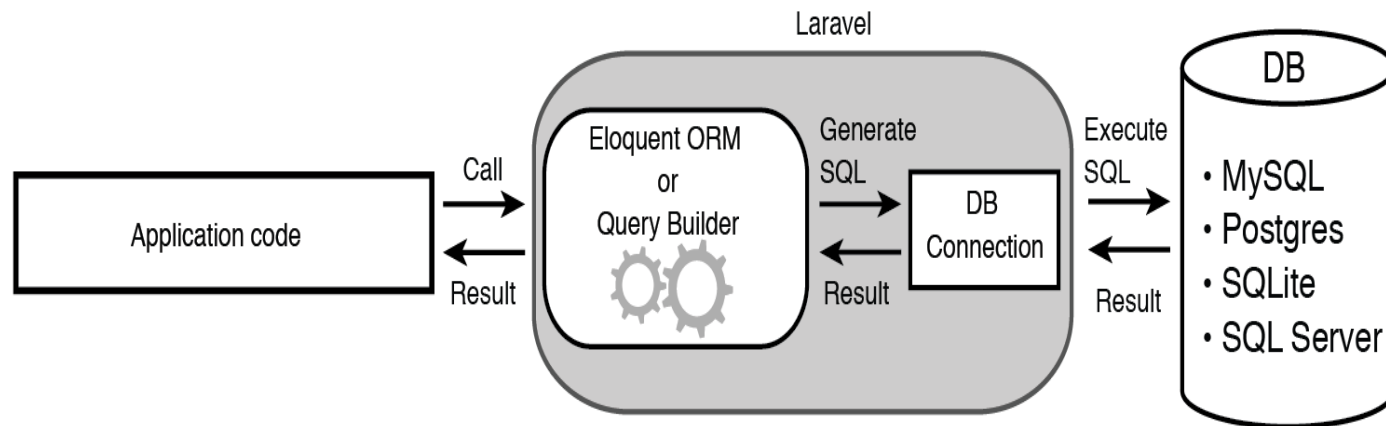 Laravel
Application code
Call
Result
Eloquent ORM
or
Query Builder
Generate
SQL
Result
DB
Connection
Execute
SQL
Result
DB
• MySQL
• Postgres
• SQLite
• SQL Server